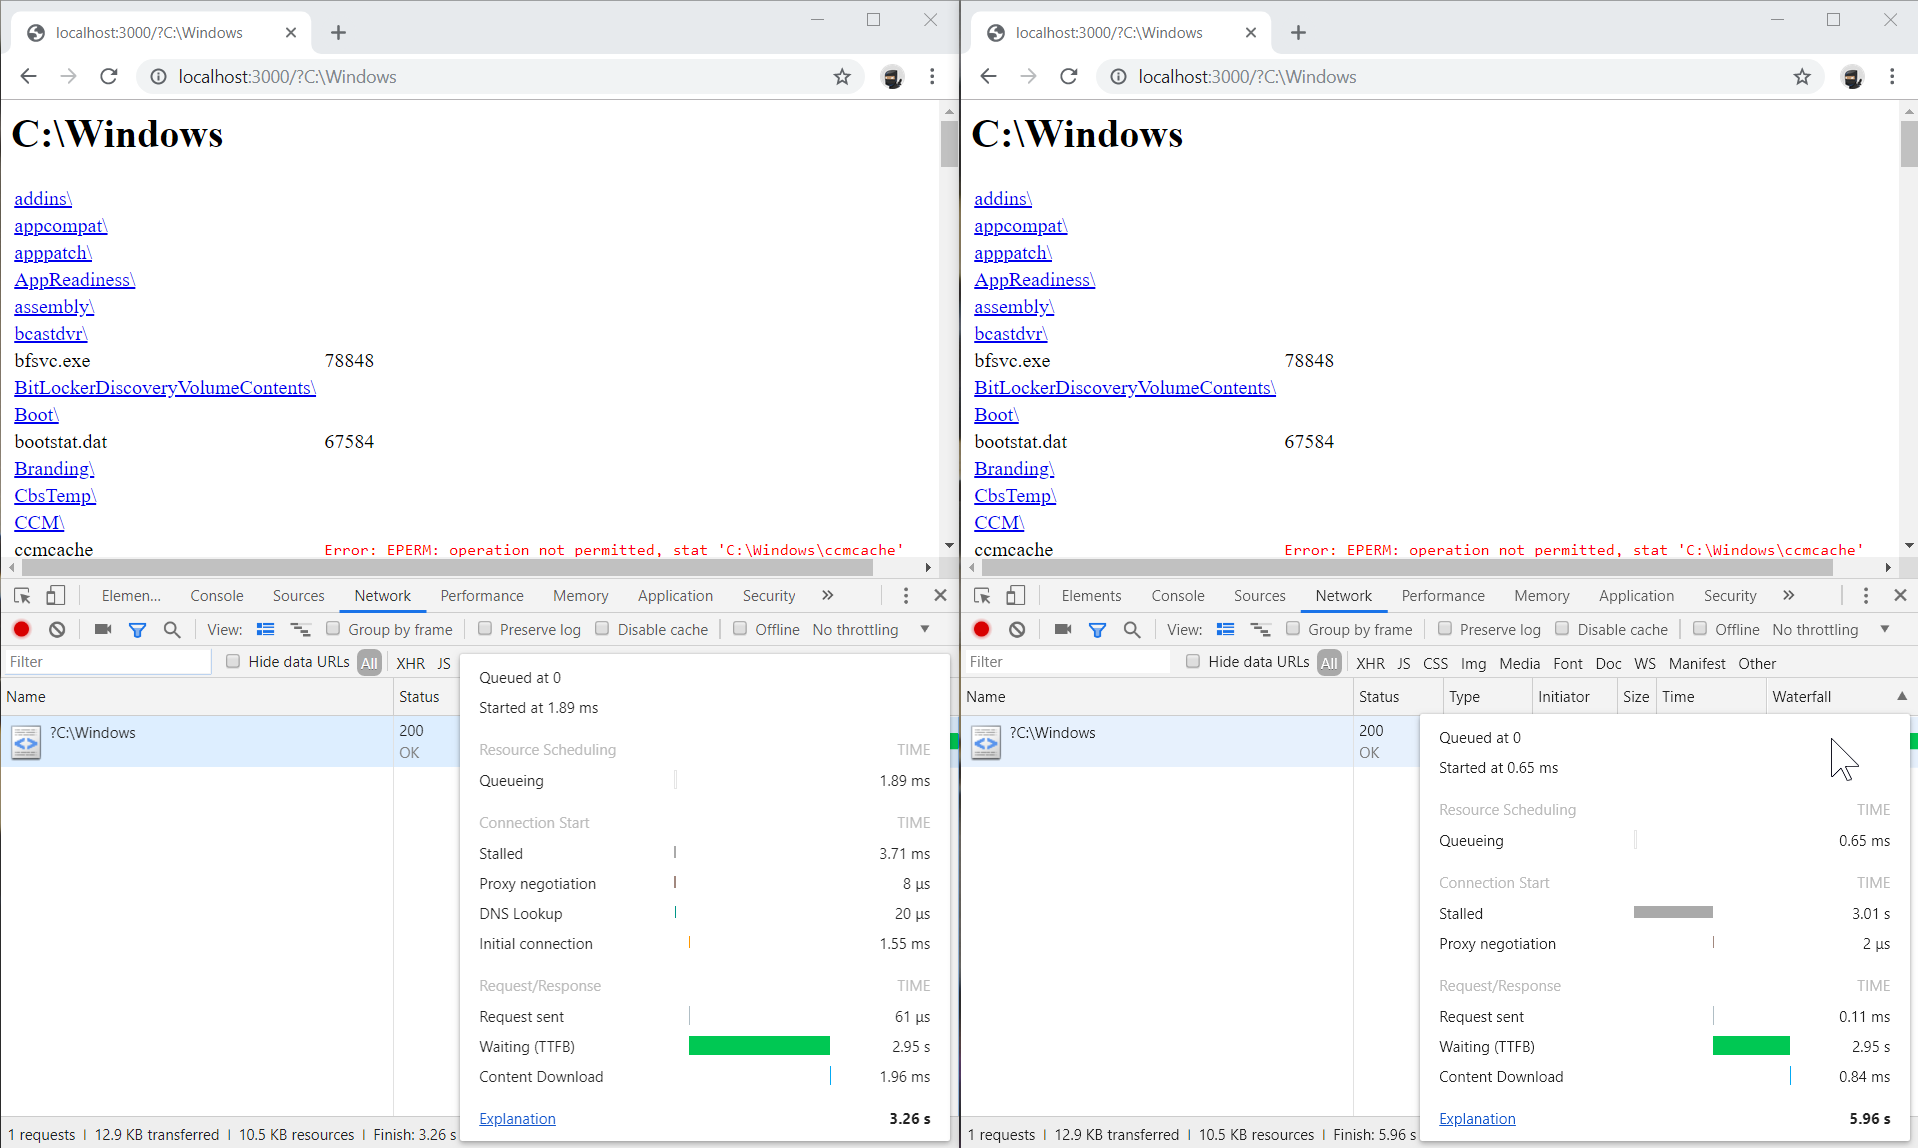 localhost:3000/?C:\Windows
localhost:3000/?C:\Windows
C:\Windows
addins\
appcompat\
apppatch\
AppReadiness\
assembly\
bcastdvr\
bfsvc.exe 78848
BitLockerDiscoveryVolumeContents\
Boot\
bootstat.dat 67584
Branding\
CbsTemp\
CCM\
ccmcache Error: EPERM: operation not permitted, stat 'C:\Windows\ccmcache'
Elemen... Console Sources Network Performance Memory Application Security »
View: Group by frame Preserve log Disable cache Offline No throttling
Filter Hide data URLs All XHR JS
Name Status
?C:\Windows 200
OK
Queued at 0
Started at 1.89 ms
Resource Scheduling TIME
Queueing 1.89 ms
Connection Start TIME
Stalled 3.71 ms
Proxy negotiation 8 µs
DNS Lookup 20 µs
Initial connection 1.55 ms
Request/Response TIME
Request sent 61 µs
Waiting (TTFB) 2.95 s
Content Download 1.96 ms
Explanation 3.26 s
1 requests | 12.9 KB transferred | 10.5 KB resources | Finish: 3.26 s
localhost:3000/?C:\Windows
localhost:3000/?C:\Windows
C:\Windows
addins\
appcompat\
apppatch\
AppReadiness\
assembly\
bcastdvr\
bfsvc.exe 78848
BitLockerDiscoveryVolumeContents\
Boot\
bootstat.dat 67584
Branding\
CbsTemp\
CCM\
ccmcache Error: EPERM: operation not permitted, stat 'C:\Windows\ccmcache'
Elements Console Sources Network Performance Memory Application Security »
View: Group by frame Preserve log Disable cache Offline No throttling
Filter Hide data URLs All XHR JS CSS Img Media Font Doc WS Manifest Other
Name Status Type Initiator Size Time Waterfall
?C:\Windows 200
OK
Queued at 0
Started at 0.65 ms
Resource Scheduling TIME
Queueing 0.65 ms
Connection Start TIME
Stalled 3.01 s
Proxy negotiation 2 µs
Request/Response TIME
Request sent 0.11 ms
Waiting (TTFB) 2.95 s
Content Download 0.84 ms
Explanation 5.96 s
1 requests | 12.9 KB transferred | 10.5 KB resources | Finish: 5.96 s